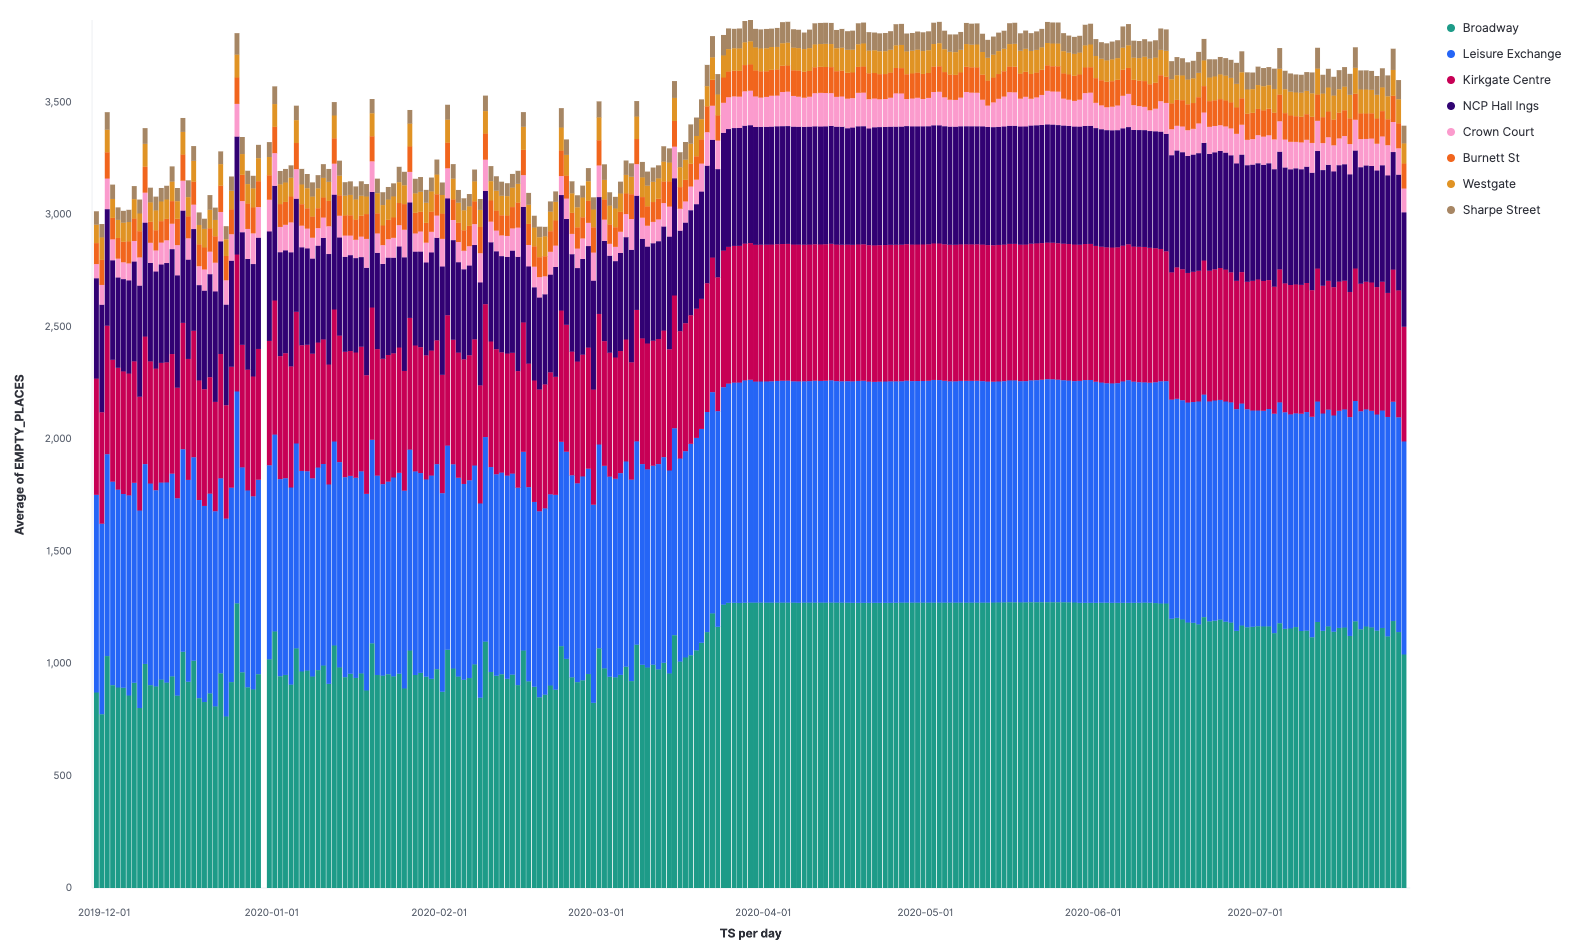 3,500
3,000
2,500
2,000
1,500
1,000
500
0
Average of EMPTY_PLACES
2019-12-01
2020-01-01
2020-02-01
2020-03-01
2020-04-01
2020-05-01
2020-06-01
2020-07-01
TS per day
Broadway
Leisure Exchange
Kirkgate Centre
NCP Hall Ings
Crown Court
Burnett St
Westgate
Sharpe Street